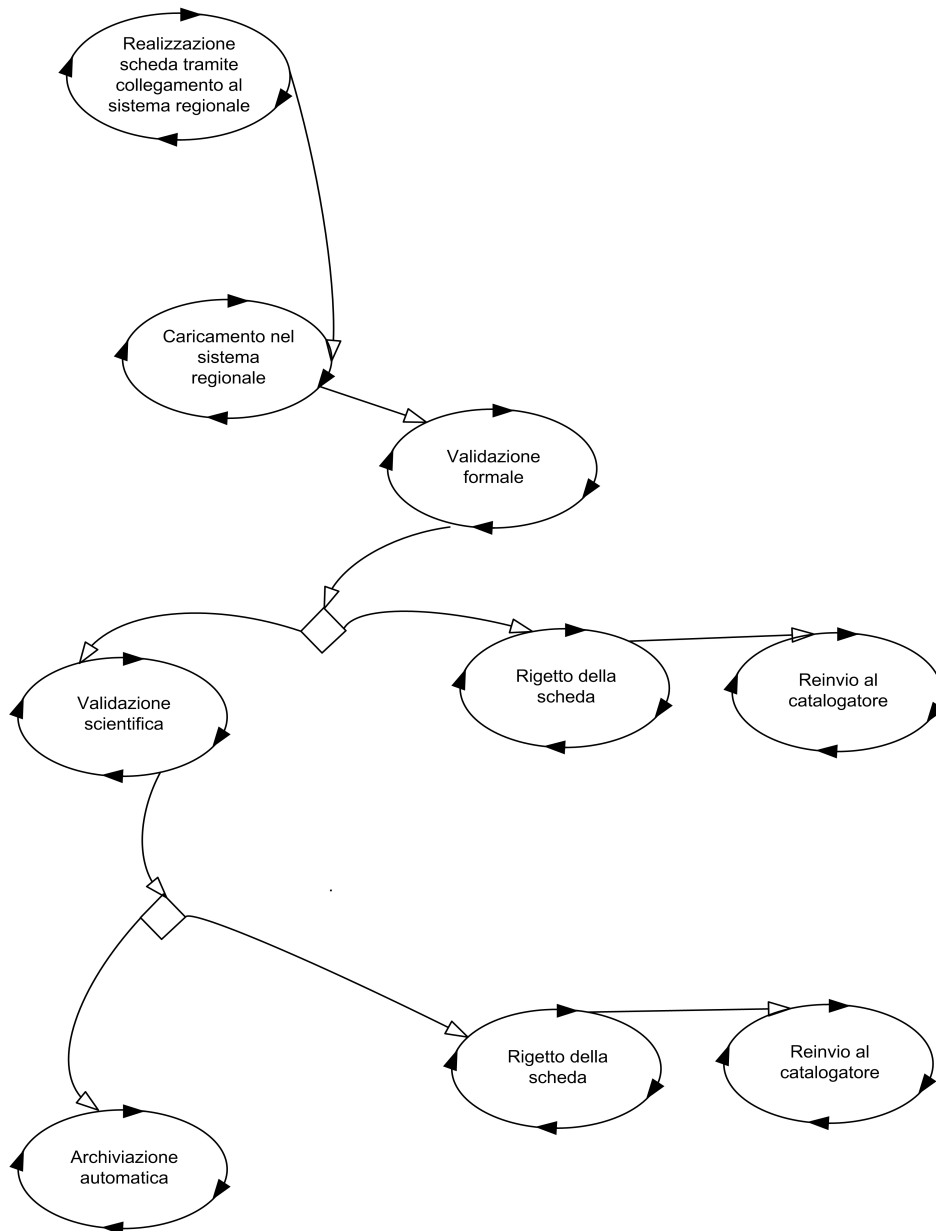 Realizzazione
scheda tramite
collegamento al
sistema regionale
Caricamento nel
sistema
regionale
Validazione
formale
Validazione
scientifica
Rigetto della
scheda
Reinvio al
catalogatore
Rigetto della
scheda
Reinvio al
catalogatore
Archiviazione
automatica